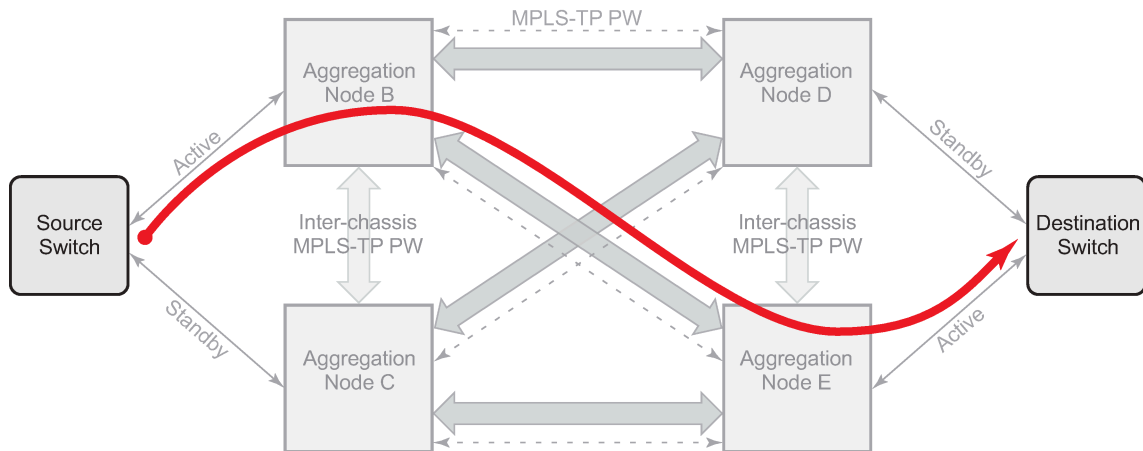 MPLS-TP PW
Aggregation
Node B
Aggregation
Node D
Active
Standby
Source
Switch
Inter-chassis
MPLS-TP PW
Inter-chassis
MPLS-TP PW
Destination
Switch
Standby
Aggregation
Node C
Aggregation
Node E
Active